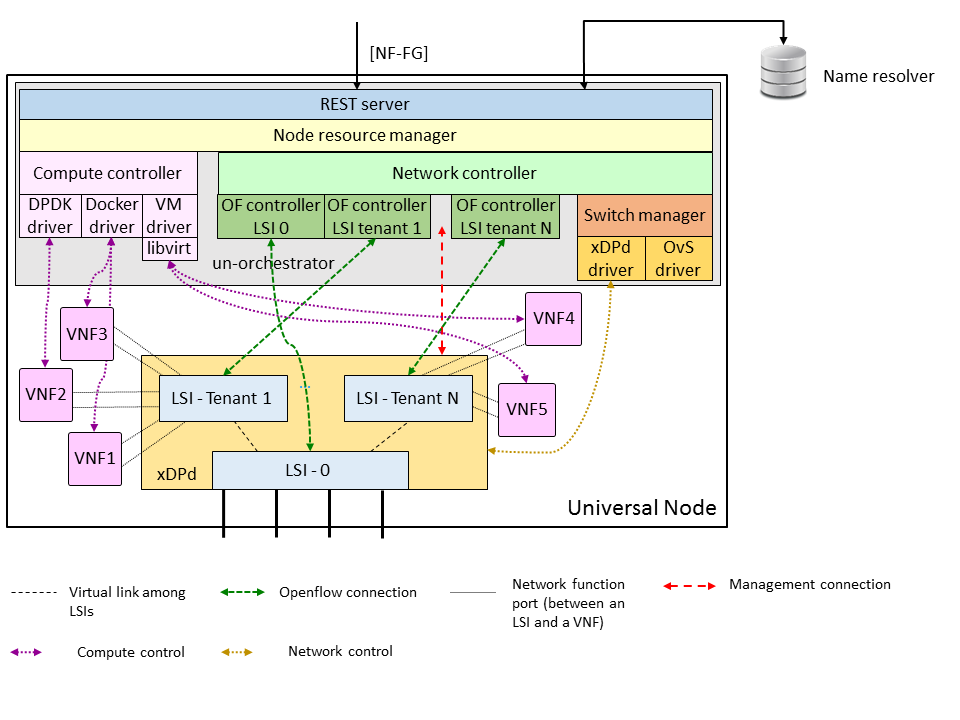 [NF-FG]
Name resolver
REST server
Node resource manager
Compute controller
Network controller
DPDK
driver
Docker
driver
VM
driver
libvirt
OF controller
LSI 0
OF controller
LSI tenant 1
OF controller
LSI tenant N
Switch manager
xDPd
driver
OvS
driver
un-orchestrator
VNF3
VNF4
VNF2
LSI - Tenant 1
LSI - Tenant N
VNF5
VNF1
xDPd
LSI - 0
Universal Node
Virtual link among
LSIs
Openflow connection
Network function
port (between an
LSI and a VNF)
Management connection
Compute control
Network control